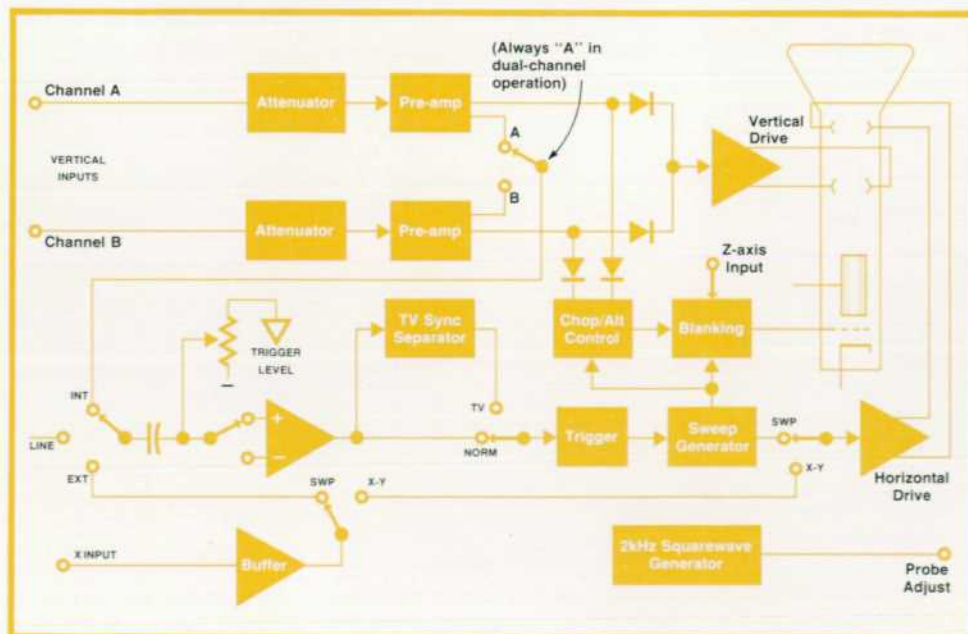 (Always "A" in
dual-channel
operation)
Channel A
Attenuator
Pre-amp
A
Vertical
Drive
VERTICAL
INPUTS
B
Channel B
Attenuator
Pre-amp
Z-axis
Input
TV Sync
Separator
Chop/Alt
Control
Blanking
TRIGGER
LEVEL
INT
TV
+
SWP
LINE
NORM
Trigger
Sweep
Generator
−
EXT
SWP
X-Y
X-Y
Horizontal
Drive
X INPUT
Buffer
2kHz Squarewave
Generator
Probe
Adjust